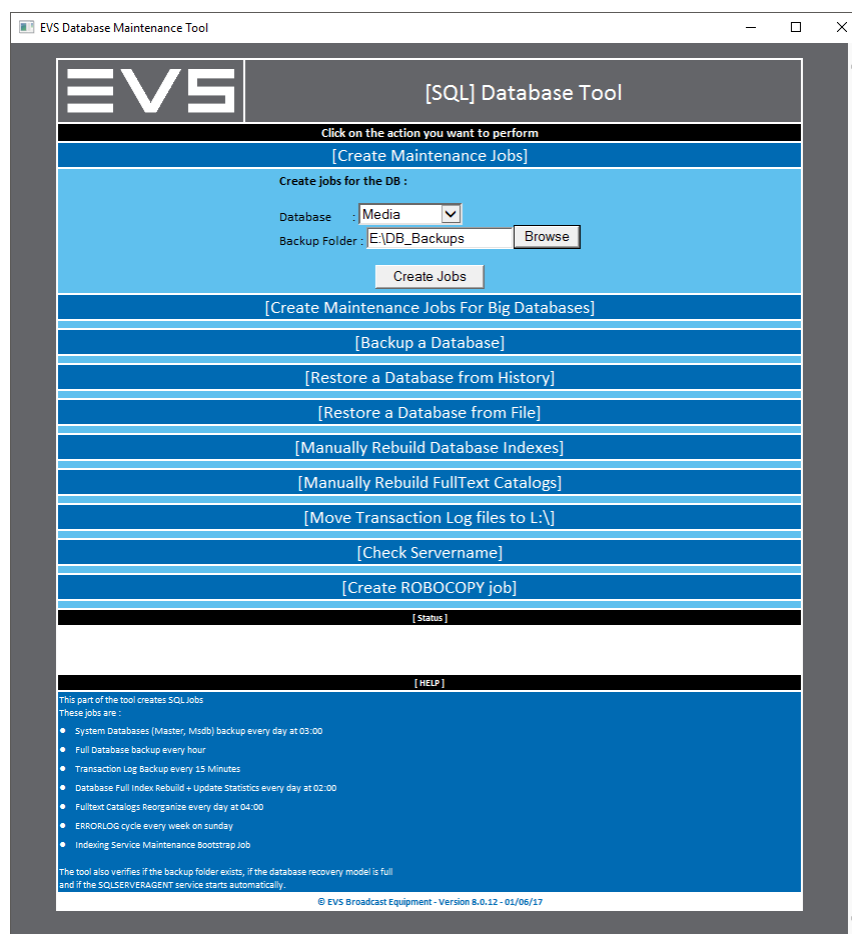 EVS Database Maintenance Tool
EVS
[SQL] Database Tool
Click on the action you want to perform
[Create Maintenance Jobs]
Create jobs for the DB :
Database : Media
Backup Folder : E:\DB_Backups Browse
Create Jobs
[Create Maintenance Jobs For Big Databases]
[Backup a Database]
[Restore a Database from History]
[Restore a Database from File]
[Manually Rebuild Database Indexes]
[Manually Rebuild FullText Catalogs]
[Move Transaction Log files to L:\]
[Check Servername]
[Create ROBOCOPY job]
[ Status ]
[ HELP ]
This part of the tool creates SQL Jobs
These jobs are :
● System Databases (Master, Msdb) backup every day at 03:00
● Full Database backup every hour
● Transaction Log Backup every 15 Minutes
● Database Full Index Rebuild + Update Statistics every day at 02:00
● Fulltext Catalogs Reorganize every day at 04:00
● ERRORLOG cycle every week on sunday
● Indexing Service Maintenance Bootstrap Job
The tool also verifies if the backup folder exists, if the database recovery model is full
and if the SQLSERVERAGENT service starts automatically.
© EVS Broadcast Equipment - Version 8.0.12 - 01/06/17